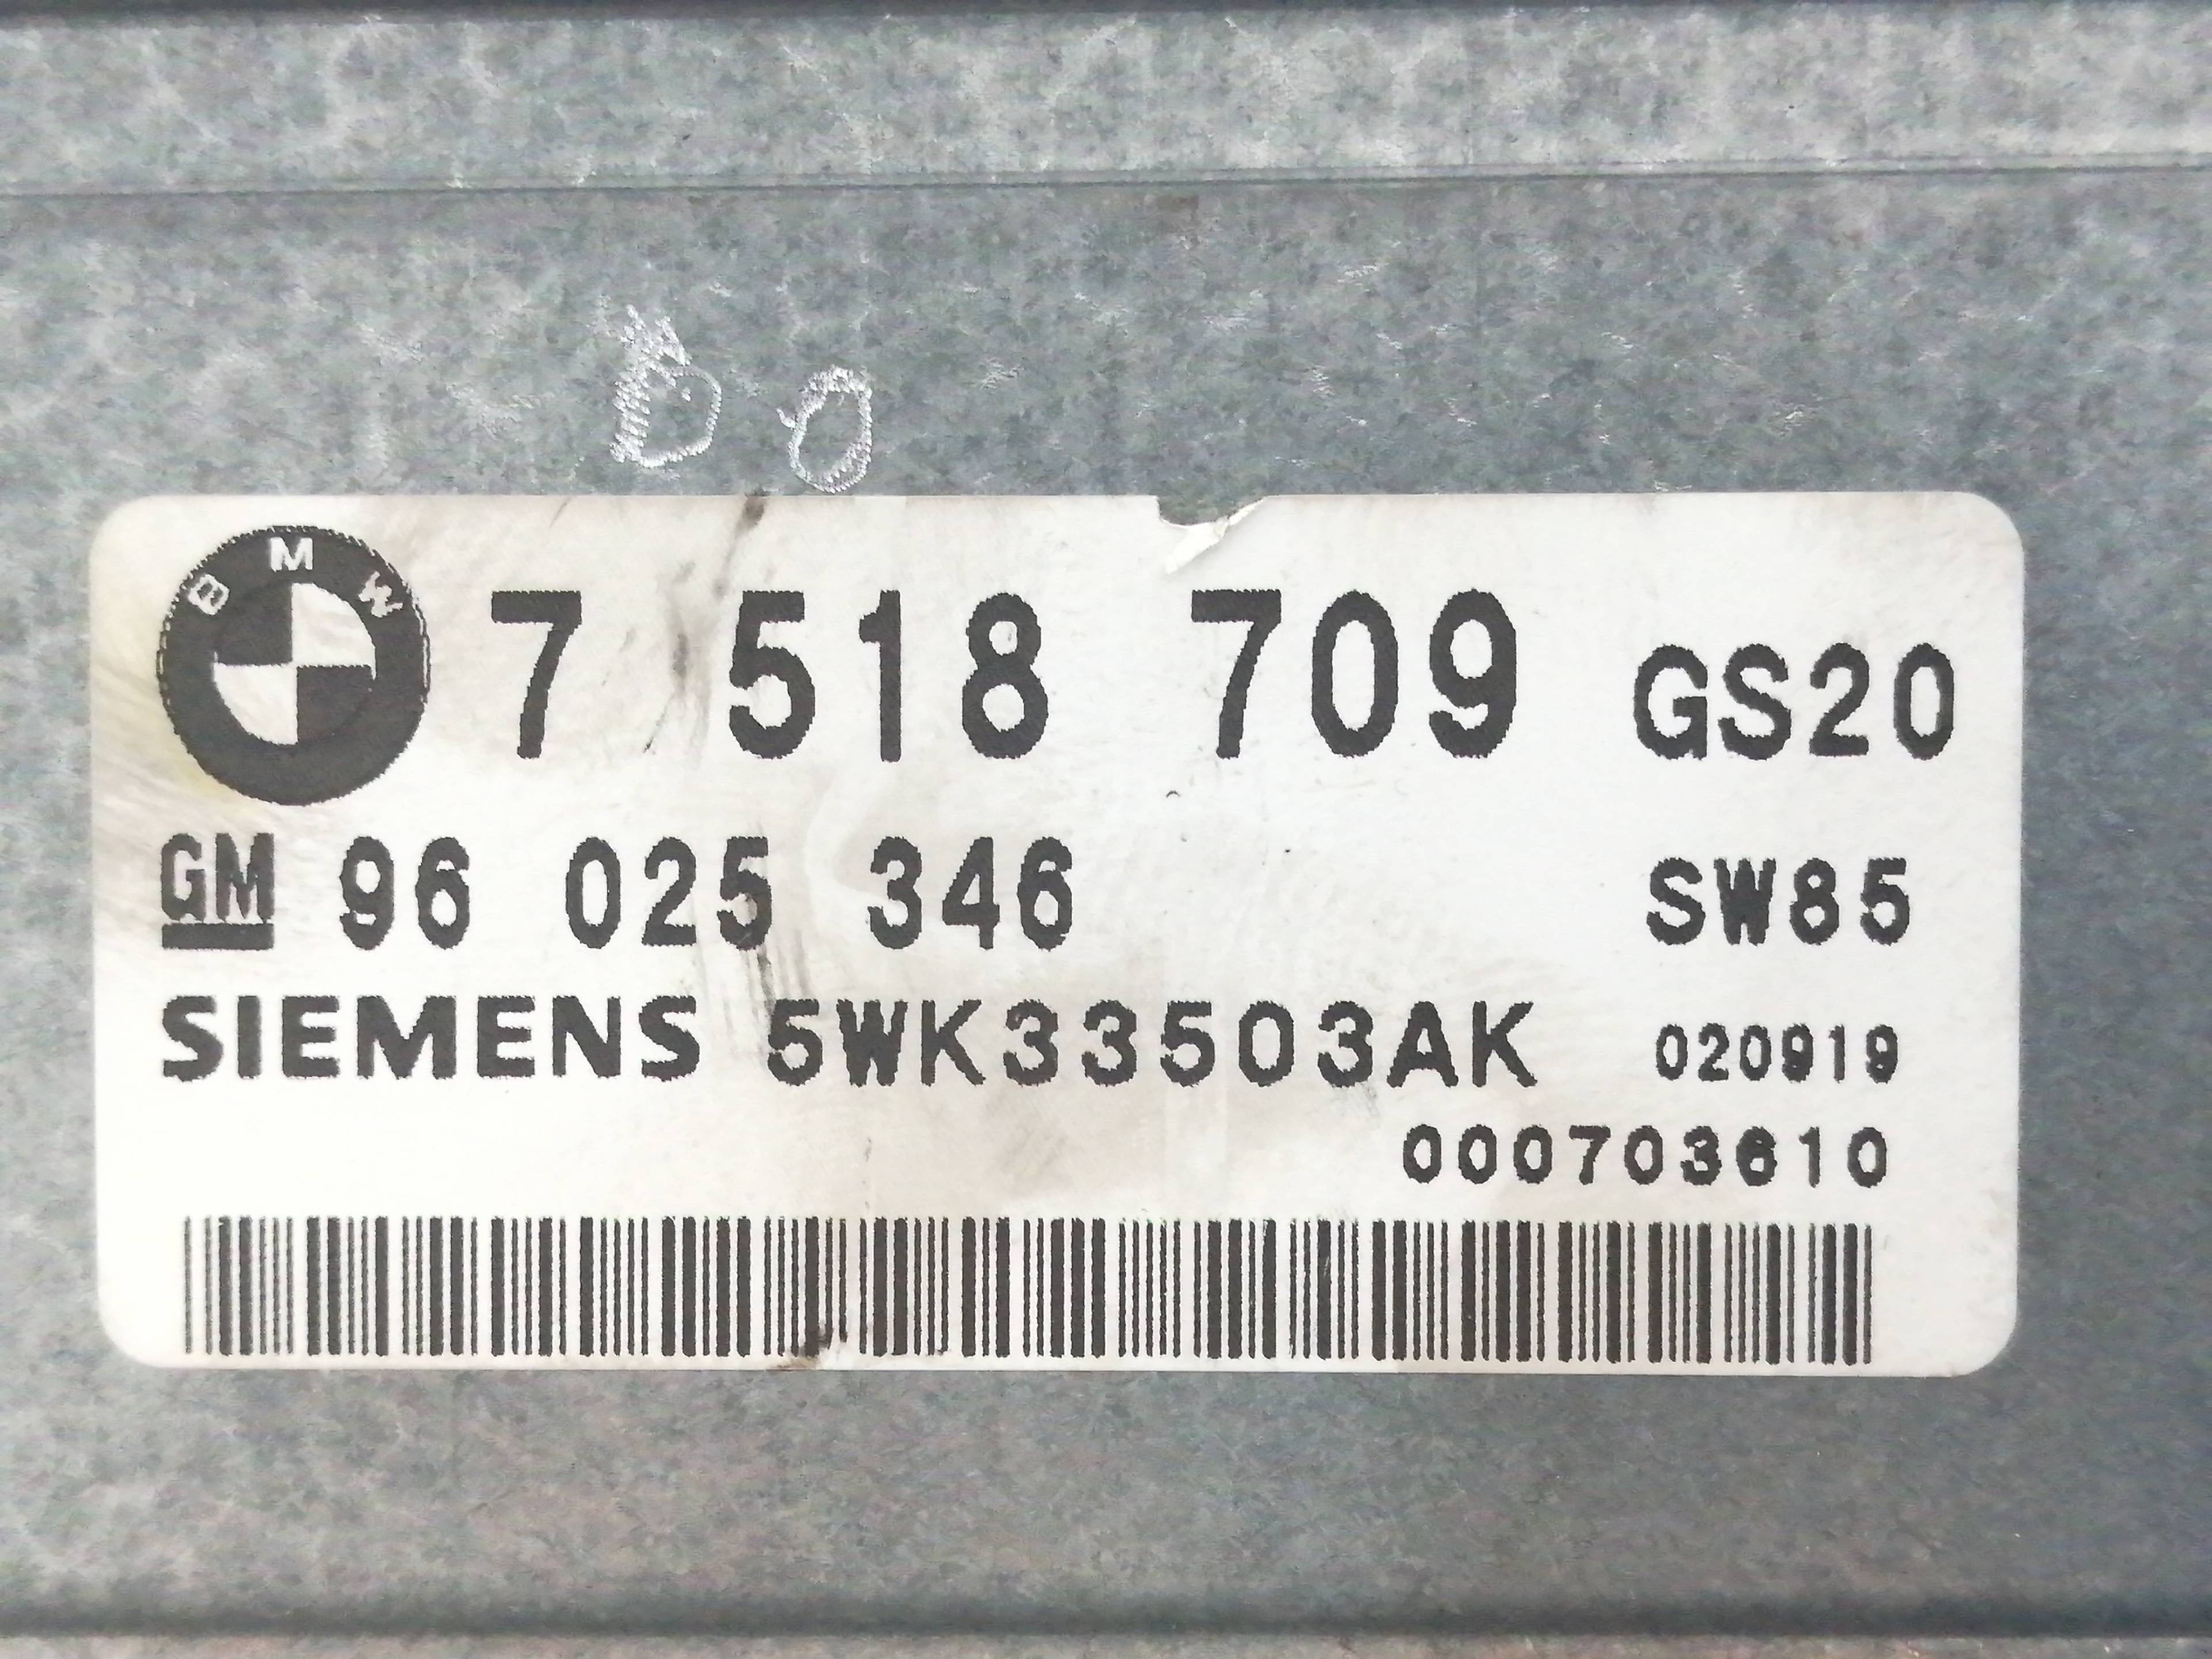 BMW 7 518 709 GS20
GM 96 025 346 SW85
SIEMENS 5WK33503AK 020919
000703610